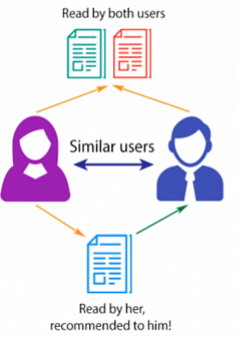 Read by both users
Similar users
Read by her,
recommended to him!